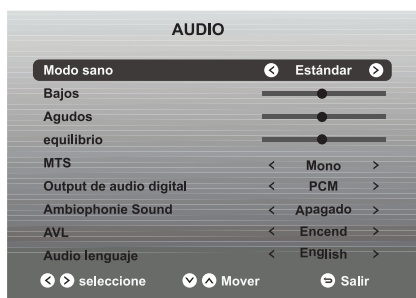 AUDIO
Modo sano Estándar
Bajos
Agudos
equilibrio
MTS Mono
Output de audio digital PCM
Ambiophonie Sound Apagado
AVL Encend
Audio lenguaje English
seleccione Mover Salir